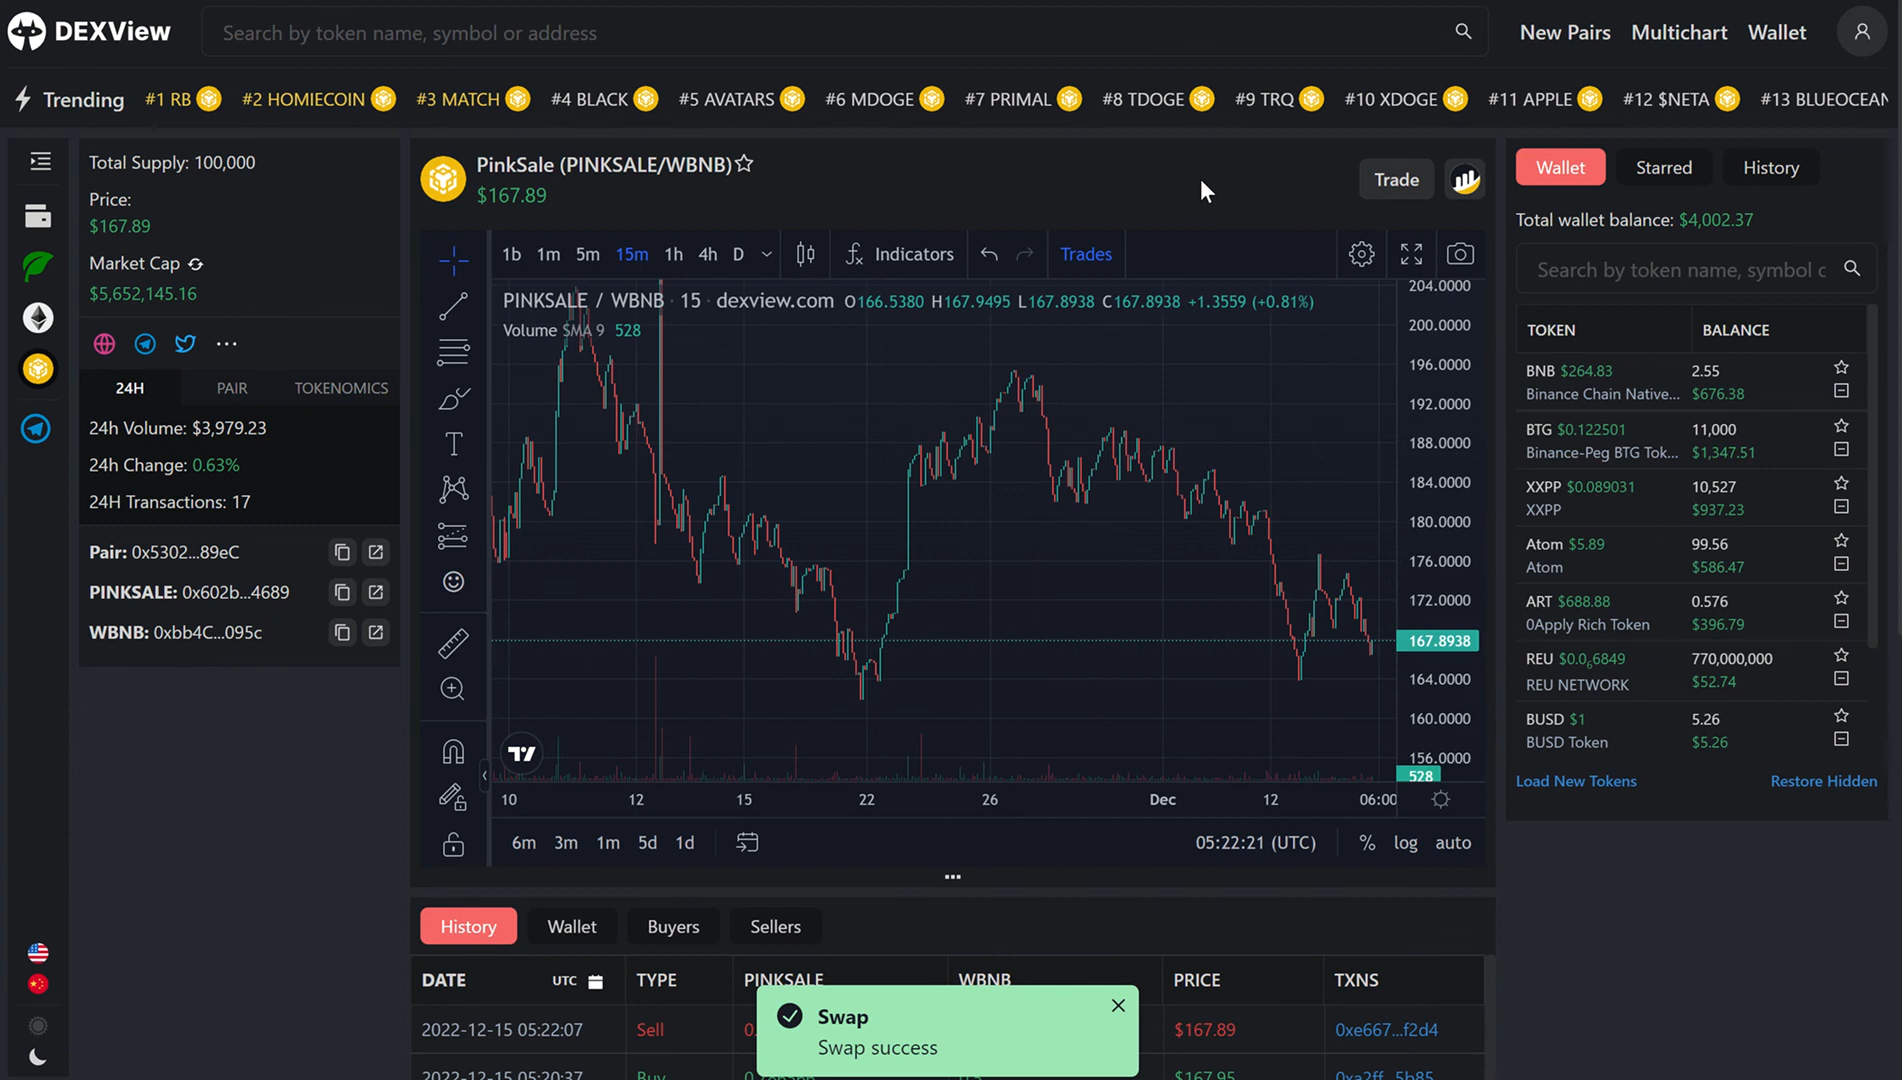 DEXView
Search by token name, symbol or address
New Pairs
Multichart
Wallet
Trending
#1 RB
#2 HOMIECOIN
#3 MATCH
#4 BLACK
#5 AVATARS
#6 MDOGE
#7 PRIMAL
#8 TDOGE
#9 TRQ
#10 XDOGE
#11 APPLE
#12 $NETA
#13 BLUEOCEAN
Total Supply: 100,000
Price:
$167.89
Market Cap
$5,652,145.16
24H PAIR TOKENOMICS
24h Volume: $3,979.23
24h Change: 0.63%
24H Transactions: 17
Pair: 0x5302...89eC
PINKSALE: 0x602b...4689
WBNB: 0xbb4C...095c
PinkSale (PINKSALE/WBNB)
$167.89
Trade
1b 1m 5m 15m 1h 4h D
Indicators
Trades
PINKSALE / WBNB · 15 · dexview.com O166.5380 H167.9495 L167.8938 C167.8938 +1.3559 (+0.81%)
Volume SMA 9 528
204.0000
200.0000
196.0000
192.0000
188.0000
184.0000
180.0000
176.0000
172.0000
167.8938
164.0000
160.0000
156.0000
528
10 12 15 22 26 Dec 12 06:00
6m 3m 1m 5d 1d
05:22:21 (UTC)
% log auto
History Wallet Buyers Sellers
DATE UTC TYPE PINKSALE WBNB PRICE TXNS
2022-12-15 05:22:07 Sell 0. $167.89 0xe667...f2d4
2022-12-15 05:20:37 Buy $167.95 0xa2ff...5b85
Swap
Swap success
Wallet Starred History
Total wallet balance: $4,002.37
Search by token name, symbol c
TOKEN BALANCE
BNB $264.83 2.55
Binance Chain Native... $676.38
BTG $0.122501 11,000
Binance-Peg BTG Tok... $1,347.51
XXPP $0.089031 10,527
XXPP $937.23
Atom $5.89 99.56
Atom $586.47
ART $688.88 0.576
0Apply Rich Token $396.79
REU $0.0₆6849 770,000,000
REU NETWORK $52.74
BUSD $1 5.26
BUSD Token $5.26
Load New Tokens Restore Hidden